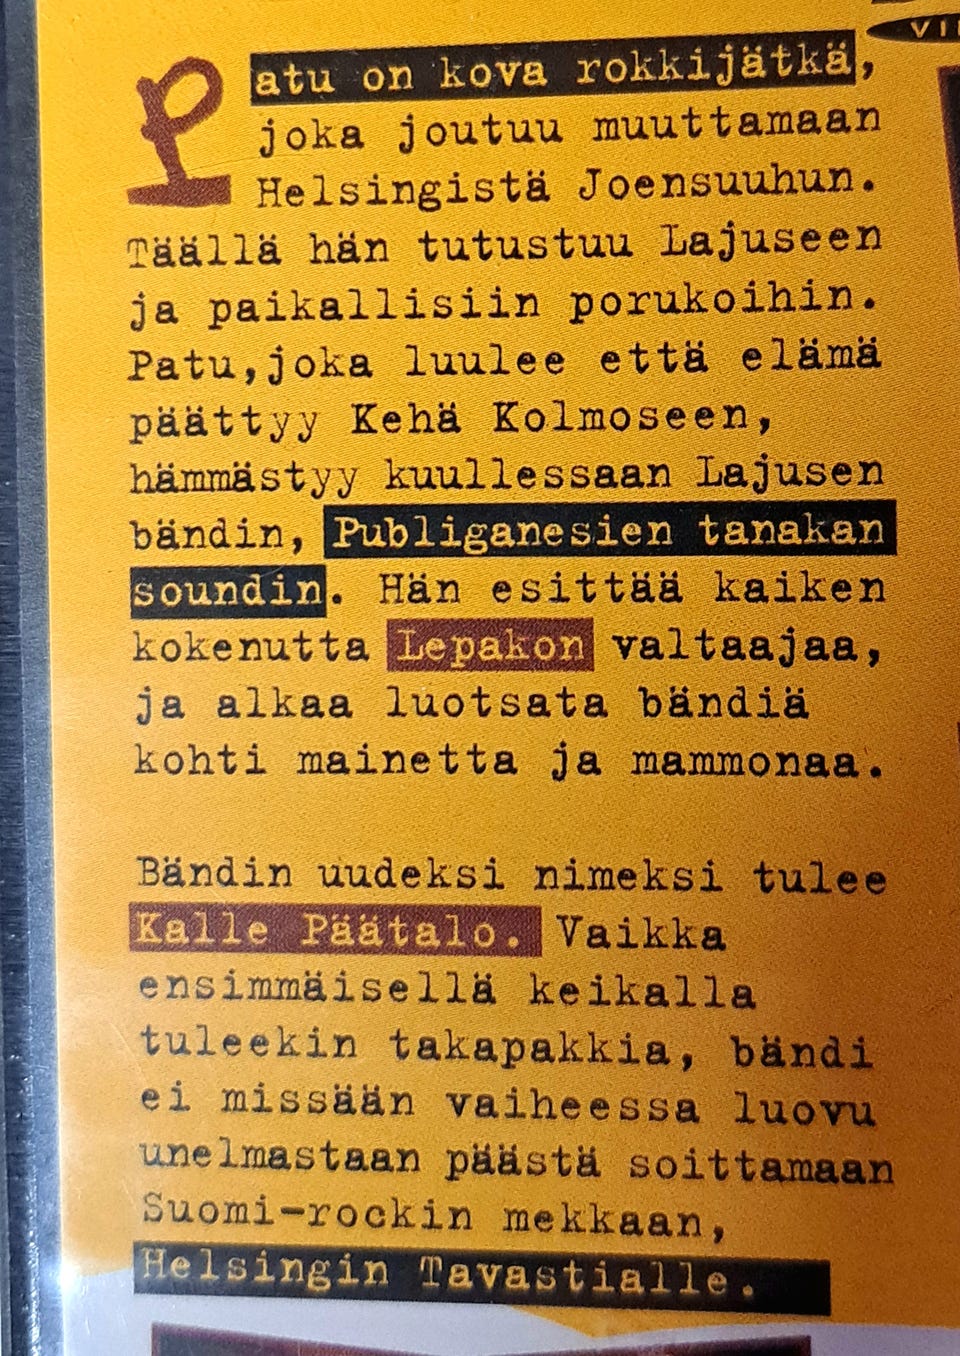 Patu on kova rokkijätkä,
joka joutuu muuttamaan
Helsingistä Joensuuhun.
Täällä hän tutustuu Lajuseen
ja paikallisiin porukoihin.
Patu,joka luulee että elämä
päättyy Kehä Kolmoseen,
hämmästyy kuullessaan Lajusen
bändin, Publiganesien tanakan
soundin. Hän esittää kaiken
kokenutta Lepakon valtaajaa,
ja alkaa luotsata bändiä
kohti mainetta ja mammonaa.
Bändin uudeksi nimeksi tulee
Kalle Päätalo. Vaikka
ensimmäisellä keikalla
tuleekin takapakkia, bändi
ei missään vaiheessa luovu
unelmastaan päästä soittamaan
Suomi-rockin mekkaan,
Helsingin Tavastialle.